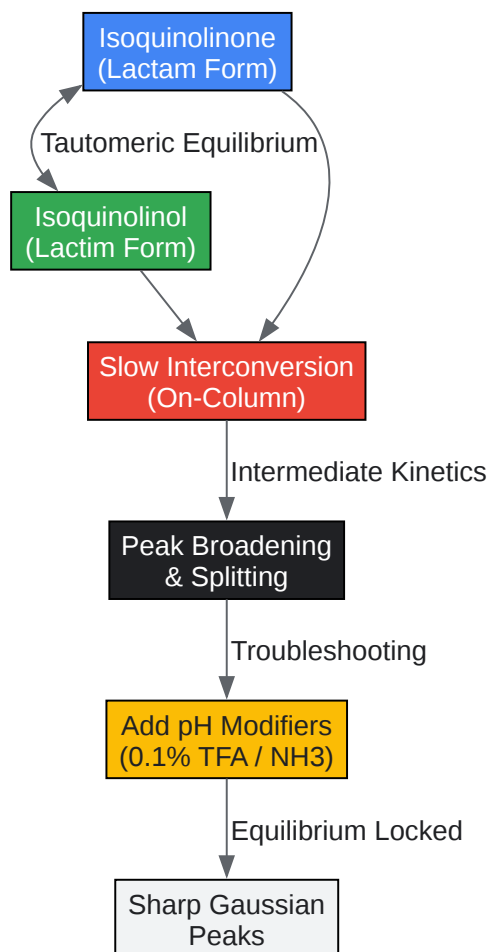 Isoquinolinone
(Lactam Form)
Tautomeric Equilibrium
Isoquinolinol
(Lactim Form)
Slow Interconversion
(On-Column)
Intermediate Kinetics
Peak Broadening
& Splitting
Troubleshooting
Add pH Modifiers
(0.1% TFA / NH3)
Equilibrium Locked
Sharp Gaussian
Peaks